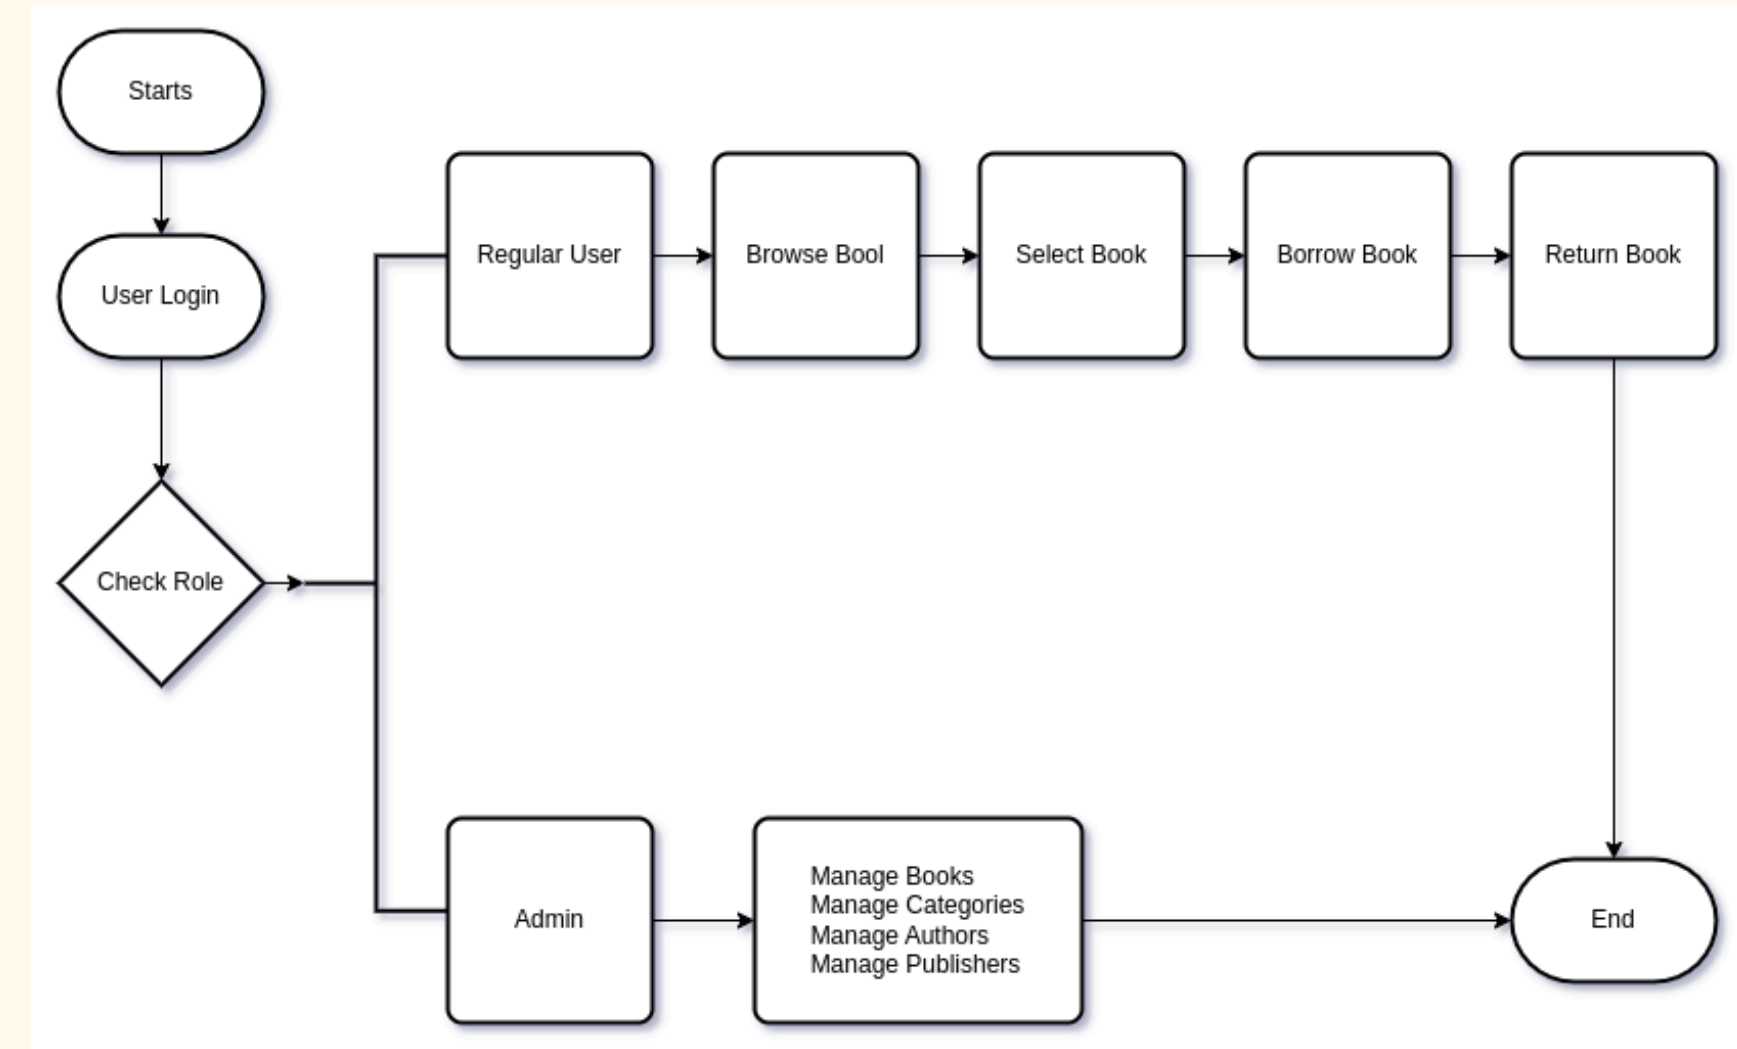 Starts
User Login
Check Role
Regular User
Browse Bool
Select Book
Borrow Book
Return Book
Admin
Manage Books
Manage Categories
Manage Authors
Manage Publishers
End